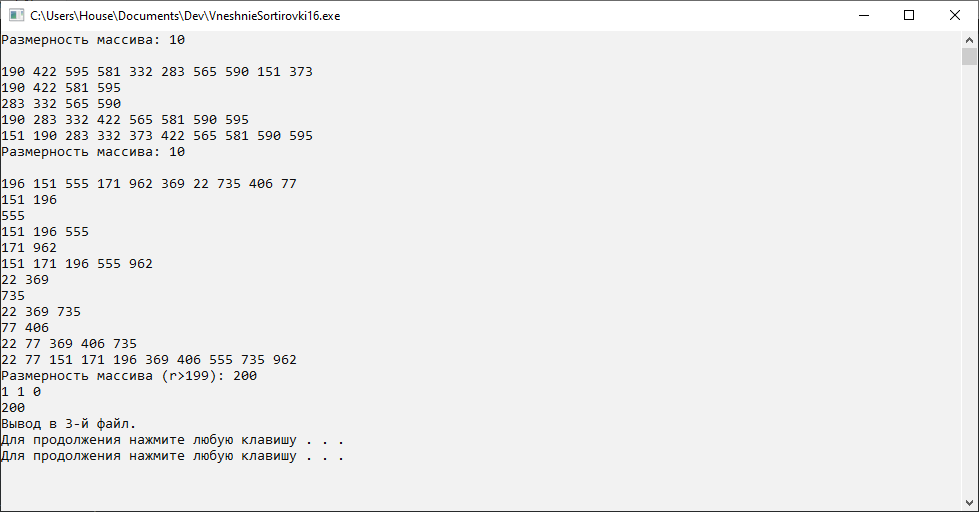 C:\Users\House\Documents\Dev\VneshnieSortirovki16.exe
Размерность массива: 10
190 422 595 581 332 283 565 590 151 373
190 422 581 595
283 332 565 590
190 283 332 422 565 581 590 595
151 190 283 332 373 422 565 581 590 595
Размерность массива: 10
196 151 555 171 962 369 22 735 406 77
151 196
555
151 196 555
171 962
151 171 196 555 962
22 369
735
22 369 735
77 406
22 77 369 406 735
22 77 151 171 196 369 406 555 735 962
Размерность массива (r>199): 200
1 1 0
200
Вывод в 3-й файл.
Для продолжения нажмите любую клавишу . . .
Для продолжения нажмите любую клавишу . . .